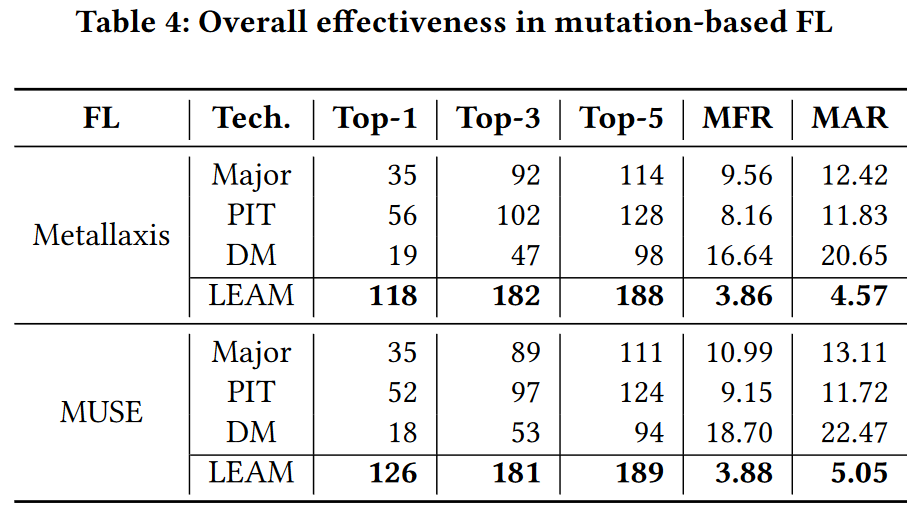 Table 4: Overall effectiveness in mutation-based FL
FL Tech. Top-1 Top-3 Top-5 MFR MAR
Metallaxis
Major 35 92 114 9.56 12.42
PIT 56 102 128 8.16 11.83
DM 19 47 98 16.64 20.65
LEAM 118 182 188 3.86 4.57
MUSE
Major 35 89 111 10.99 13.11
PIT 52 97 124 9.15 11.72
DM 18 53 94 18.70 22.47
LEAM 126 181 189 3.88 5.05